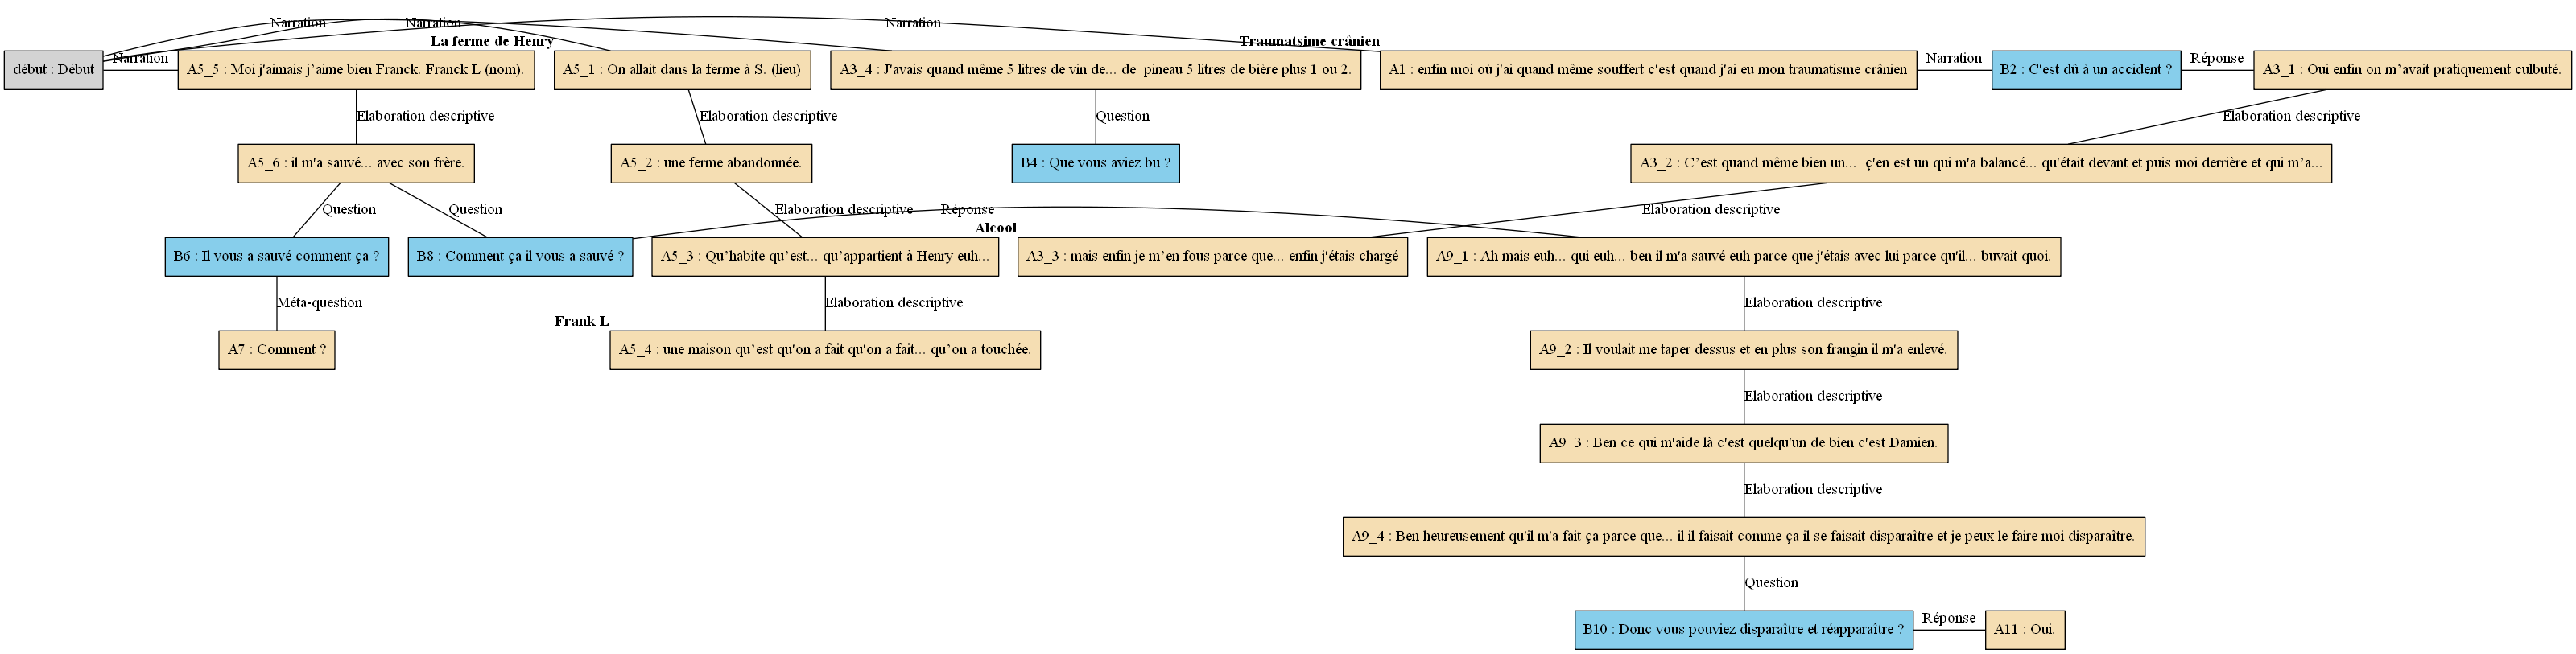 Narration
Narration
Narration
La ferme de Henry
Traumatsime crânien
Narration
Narration
Réponse
début : Début
A5_5 : Moi j'aimais j’aime bien Franck. Franck L (nom).
A5_1 : On allait dans la ferme à S. (lieu)
A3_4 : J'avais quand même 5 litres de vin de... de  pineau 5 litres de bière plus 1 ou 2.
A1 : enfin moi où j'ai quand même souffert c'est quand j'ai eu mon traumatisme crânien
B2 : C'est dû à un accident ?
A3_1 : Oui enfin on m’avait pratiquement culbuté.
Elaboration descriptive
Elaboration descriptive
Question
Elaboration descriptive
A5_6 : il m'a sauvé... avec son frère.
A5_2 : une ferme abandonnée.
B4 : Que vous aviez bu ?
A3_2 : C’est quand même bien un...  ç'en est un qui m'a balancé... qu'était devant et puis moi derrière et qui m’a...
Question
Question
Elaboration descriptive
Réponse
Elaboration descriptive
Alcool
B6 : Il vous a sauvé comment ça ?
B8 : Comment ça il vous a sauvé ?
A5_3 : Qu’habite qu’est... qu’appartient à Henry euh...
A3_3 : mais enfin je m’en fous parce que... enfin j'étais chargé
A9_1 : Ah mais euh... qui euh... ben il m'a sauvé euh parce que j'étais avec lui parce qu'il... buvait quoi.
Méta-question
Elaboration descriptive
Elaboration descriptive
Frank L
A7 : Comment ?
A5_4 : une maison qu’est qu'on a fait qu'on a fait... qu’on a touchée.
A9_2 : Il voulait me taper dessus et en plus son frangin il m'a enlevé.
Elaboration descriptive
A9_3 : Ben ce qui m'aide là c'est quelqu'un de bien c'est Damien.
Elaboration descriptive
A9_4 : Ben heureusement qu'il m'a fait ça parce que... il il faisait comme ça il se faisait disparaître et je peux le faire moi disparaître.
Question
B10 : Donc vous pouviez disparaître et réapparaître ?
Réponse
A11 : Oui.